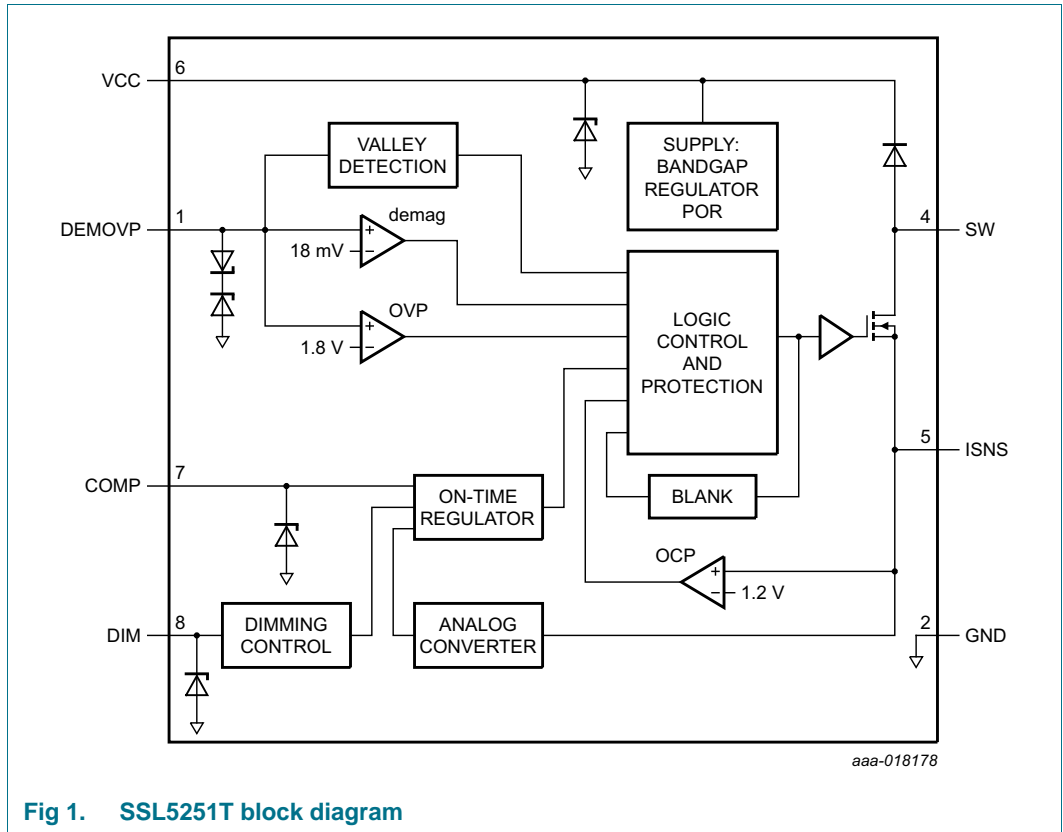 6
VCC
VALLEY
DETECTION
SUPPLY:
BANDGAP
REGULATOR
POR
1
DEMOVP
demag
+
18 mV
−
4
SW
OVP
+
1.8 V
−
LOGIC
CONTROL
AND
PROTECTION
5
ISNS
7
COMP
ON-TIME
REGULATOR
BLANK
OCP
+
−
1.2 V
8
DIM
DIMMING
CONTROL
ANALOG
CONVERTER
2
GND
aaa-018178
Fig 1. SSL5251T block diagram